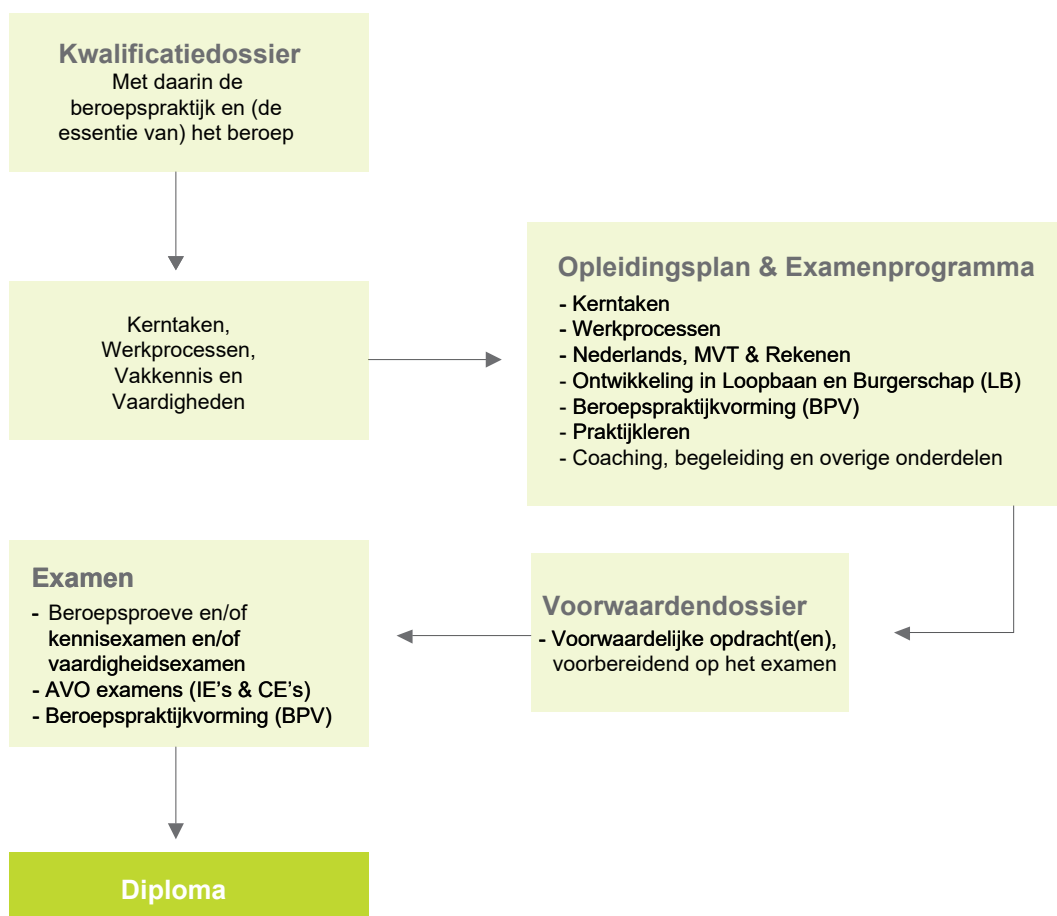 Kwalificatiedossier
Met daarin de
beroepspraktijk en (de
essentie van) het beroep
Kerntaken,
Werkprocessen,
Vakkennis en
Vaardigheden
Opleidingsplan & Examenprogramma
- Kerntaken
- Werkprocessen
- Nederlands, MVT & Rekenen
- Ontwikkeling in Loopbaan en Burgerschap (LB)
- Beroepspraktijkvorming (BPV)
- Praktijkleren
- Coaching, begeleiding en overige onderdelen
Voorwaardendossier
- Voorwaardelijke opdracht(en),
voorbereidend op het examen
Examen
- Beroepsproeve en/of
kennisexamen en/of
vaardigheidsexamen
- AVO examens (IE's & CE's)
- Beroepspraktijkvorming (BPV)
Diploma